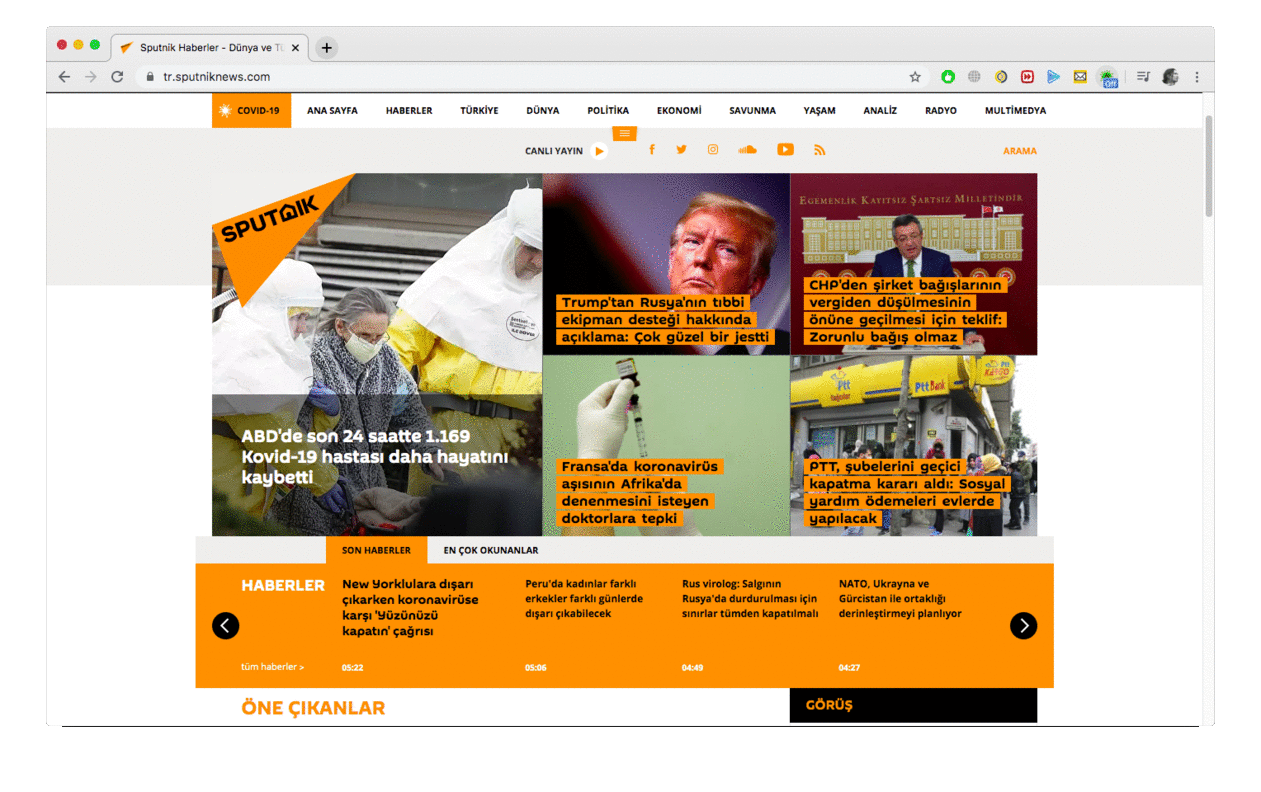 Sputnik Haberler - Dünya ve Tü
tr.sputniknews.com
Off
COVID-19 ANA SAYFA HABERLER TÜRKİYE DÜNYA POLİTİKA EKONOMİ SAVUNMA YAŞAM ANALİZ RADYO MULTİMEDYA
CANLI YAYIN
ARAMA
SPUTNIK
ABD'de son 24 saatte 1.169
Kovid-19 hastası daha hayatını
kaybetti
Trump'tan Rusya'nın tıbbi
ekipman desteği hakkında
açıklama: Çok güzel bir jestti
EGEMENLİK KAYITSIZ ŞARTSIZ MİLLETİNDİR
CHP'den şirket bağışlarının
vergiden düşülmesinin
önüne geçilmesi için teklif:
Zorunlu bağış olmaz
Fransa'da koronavirüs
aşısının Afrika'da
denenmesini isteyen
doktorlara tepki
Ptt
PttBank
Ptt
KARGO
PTT, şubelerini geçici
kapatma kararı aldı: Sosyal
yardım ödemeleri evlerde
yapılacak
SON HABERLER EN ÇOK OKUNANLAR
HABERLER
tüm haberler >
New Yorklulara dışarı
çıkarken koronavirüse
karşı 'Yüzünüzü
kapatın' çağrısı
05:22
Peru'da kadınlar farklı
erkekler farklı günlerde
dışarı çıkabilecek
05:06
Rus virolog: Salgının
Rusya'da durdurulması için
sınırlar tümden kapatılmalı
04:49
NATO, Ukrayna ve
Gürcistan ile ortaklığı
derinleştirmeyi planlıyor
04:27
ÖNE ÇIKANLAR
GÖRÜŞ